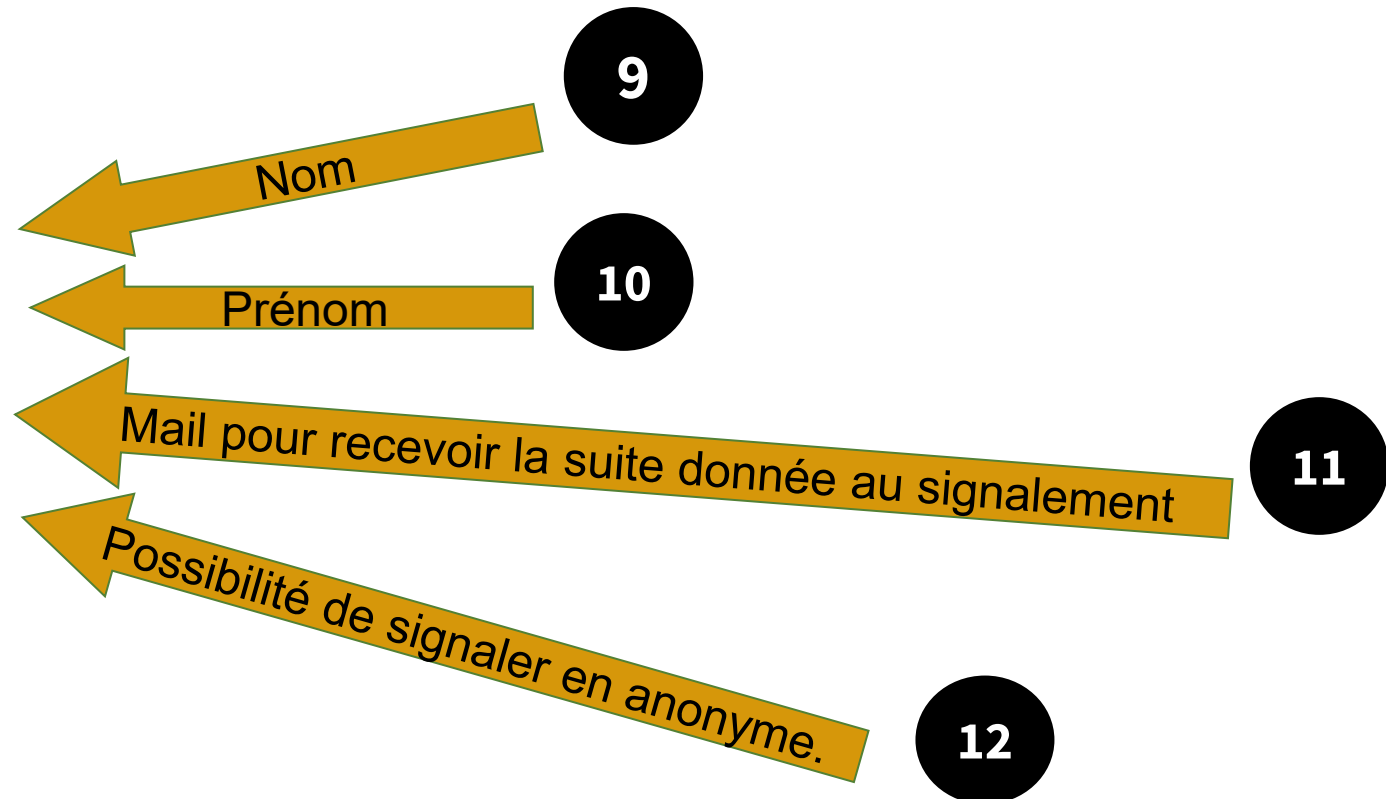 9
Nom
10
Prénom
11
Mail pour recevoir la suite donnée au signalement
Possibilité de signaler en anonyme.
12